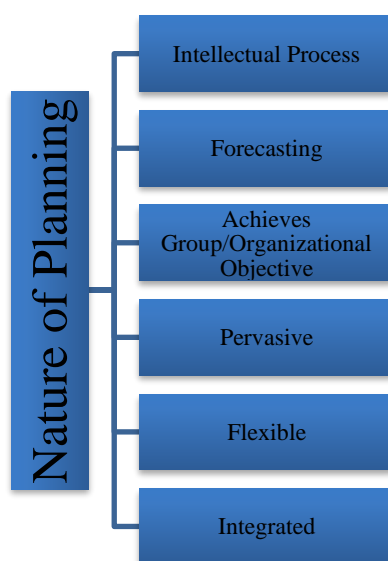 Nature of Planning
Intellectual Process
Forecasting
Achieves
Group/Organizational
Objective
Pervasive
Flexible
Integrated